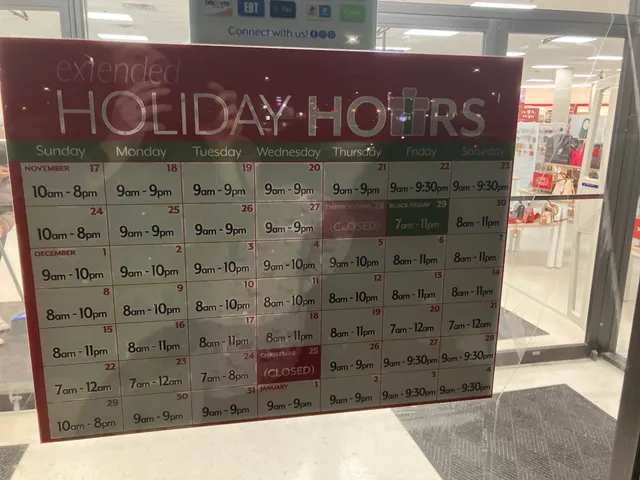 DISCOVER EBT Pay
Connect with us!
extended
HOLIDAY HOURS
Sunday Monday Tuesday Wednesday Thursday Friday Saturday
NOVEMBER 17 18 19 20 21 22 23
10am - 8pm 9am - 9pm 9am - 9pm 9am - 9pm 9am - 9pm 9am - 9:30pm 9am - 9:30pm
24 25 26 27 THANKSGIVING 28 BLACK FRIDAY 29 30
10am - 8pm 9am - 9pm 9am - 9pm 9am - 9pm (CLOSED) 7am - 11pm 8am - 11pm
DECEMBER 1 2 3 4 5 6 7
9am - 10pm 9am - 10pm 9am - 10pm 9am - 10pm 9am - 10pm 8am - 11pm 8am - 11pm
8 9 10 11 12 13 14
8am - 10pm 8am - 10pm 8am - 10pm 8am - 10pm 8am - 10pm 8am - 11pm 8am - 11pm
15 16 17 18 19 20 21
8am - 11pm 8am - 11pm 8am - 11pm 8am - 11pm 8am - 11pm 7am - 12am 7am - 12am
22 23 24 CHRISTMAS 25 26 27 28
7am - 12am 7am - 12am 7am - 8pm (CLOSED) 9am - 9pm 9am - 9:30pm 9am - 9:30pm
29 30 31 JANUARY 1 2 3 4
10am - 8pm 9am - 9pm 9am - 9pm 9am - 9pm 9am - 9pm 9am - 9:30pm 9am - 9:30pm